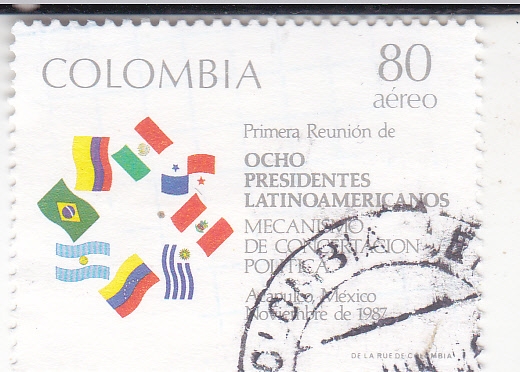 COLOMBIA
80
aéreo
Primera Reunión de
OCHO
PRESIDENTES
LATINOAMERICANOS
MECANISMO
DE CONCERTACION
POLITICA
Acapulco, México
Noviembre de 1987
DE LA RUE DE COLOMBIA
COLOMBIA